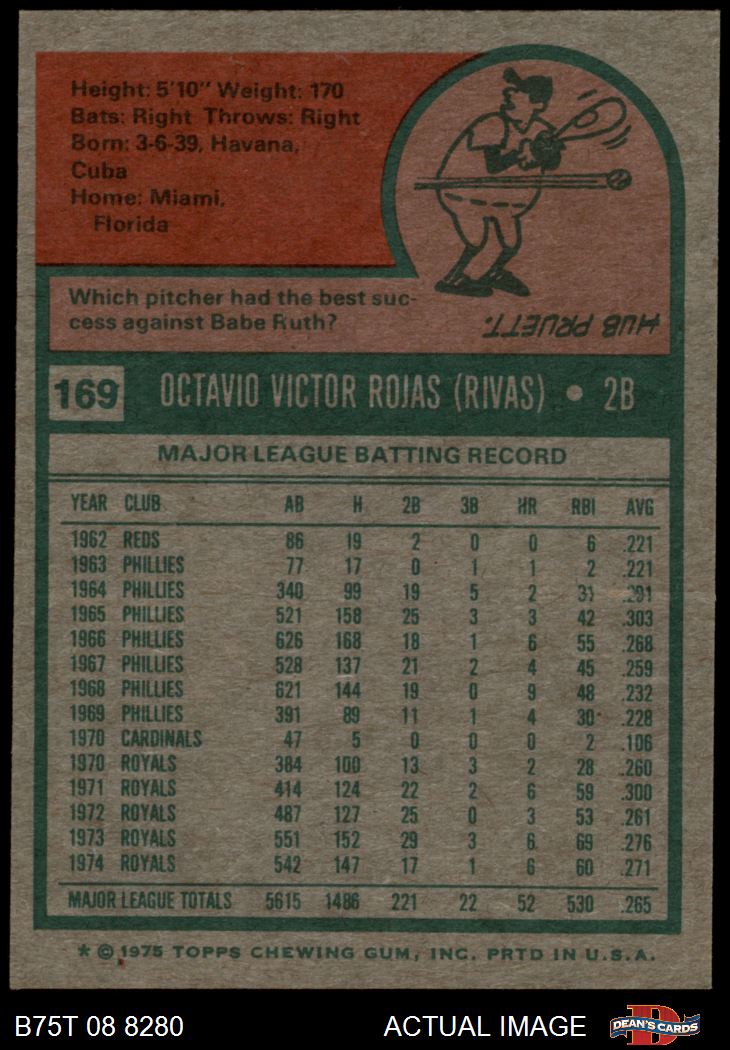 Height: 5'10" Weight: 170
Bats: Right Throws: Right
Born: 3-6-39, Havana,
Cuba
Home: Miami,
Florida
Which pitcher had the best suc-
cess against Babe Ruth?
HUB PRUETT.
169 OCTAVIO VICTOR ROJAS (RIVAS) • 2B
MAJOR LEAGUE BATTING RECORD
YEAR CLUB AB H 2B 3B HR RBI AVG
1962 REDS 86 19 2 0 0 6 .221
1963 PHILLIES 77 17 0 1 1 2 .221
1964 PHILLIES 340 99 19 5 2 31 .291
1965 PHILLIES 521 158 25 3 3 42 .303
1966 PHILLIES 626 168 18 1 6 55 .268
1967 PHILLIES 528 137 21 2 4 45 .259
1968 PHILLIES 621 144 19 0 9 48 .232
1969 PHILLIES 391 89 11 1 4 30 .228
1970 CARDINALS 47 5 0 0 0 2 .106
1970 ROYALS 384 100 13 3 2 28 .260
1971 ROYALS 414 124 22 2 6 59 .300
1972 ROYALS 487 127 25 0 3 53 .261
1973 ROYALS 551 152 29 3 6 69 .276
1974 ROYALS 542 147 17 1 6 60 .271
MAJOR LEAGUE TOTALS 5615 1486 221 22 52 530 .265
* © 1975 TOPPS CHEWING GUM, INC. PRTD IN U.S.A.
B75T 08 8280 ACTUAL IMAGE
DEAN'S CARDS